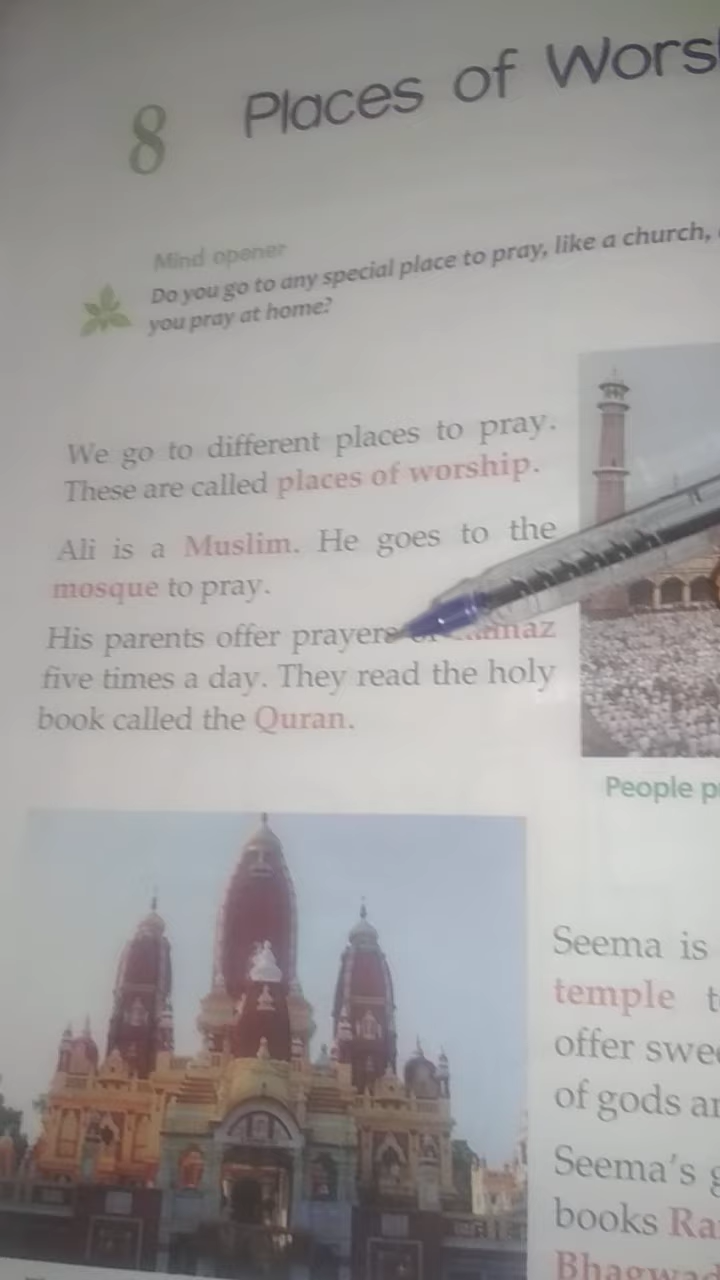 8 Places of
Mind opener
Do you go to any special place to pray, like a church,
you pray at home?
We go to different places to pray.
These are called places of worship.
Ali is a Muslim. He goes to the
mosque to pray.
His parents offer prayers
five times a day. They read the holy
book called the Quran.
People
Seema is
temple
offer
of gods
Seema's
books